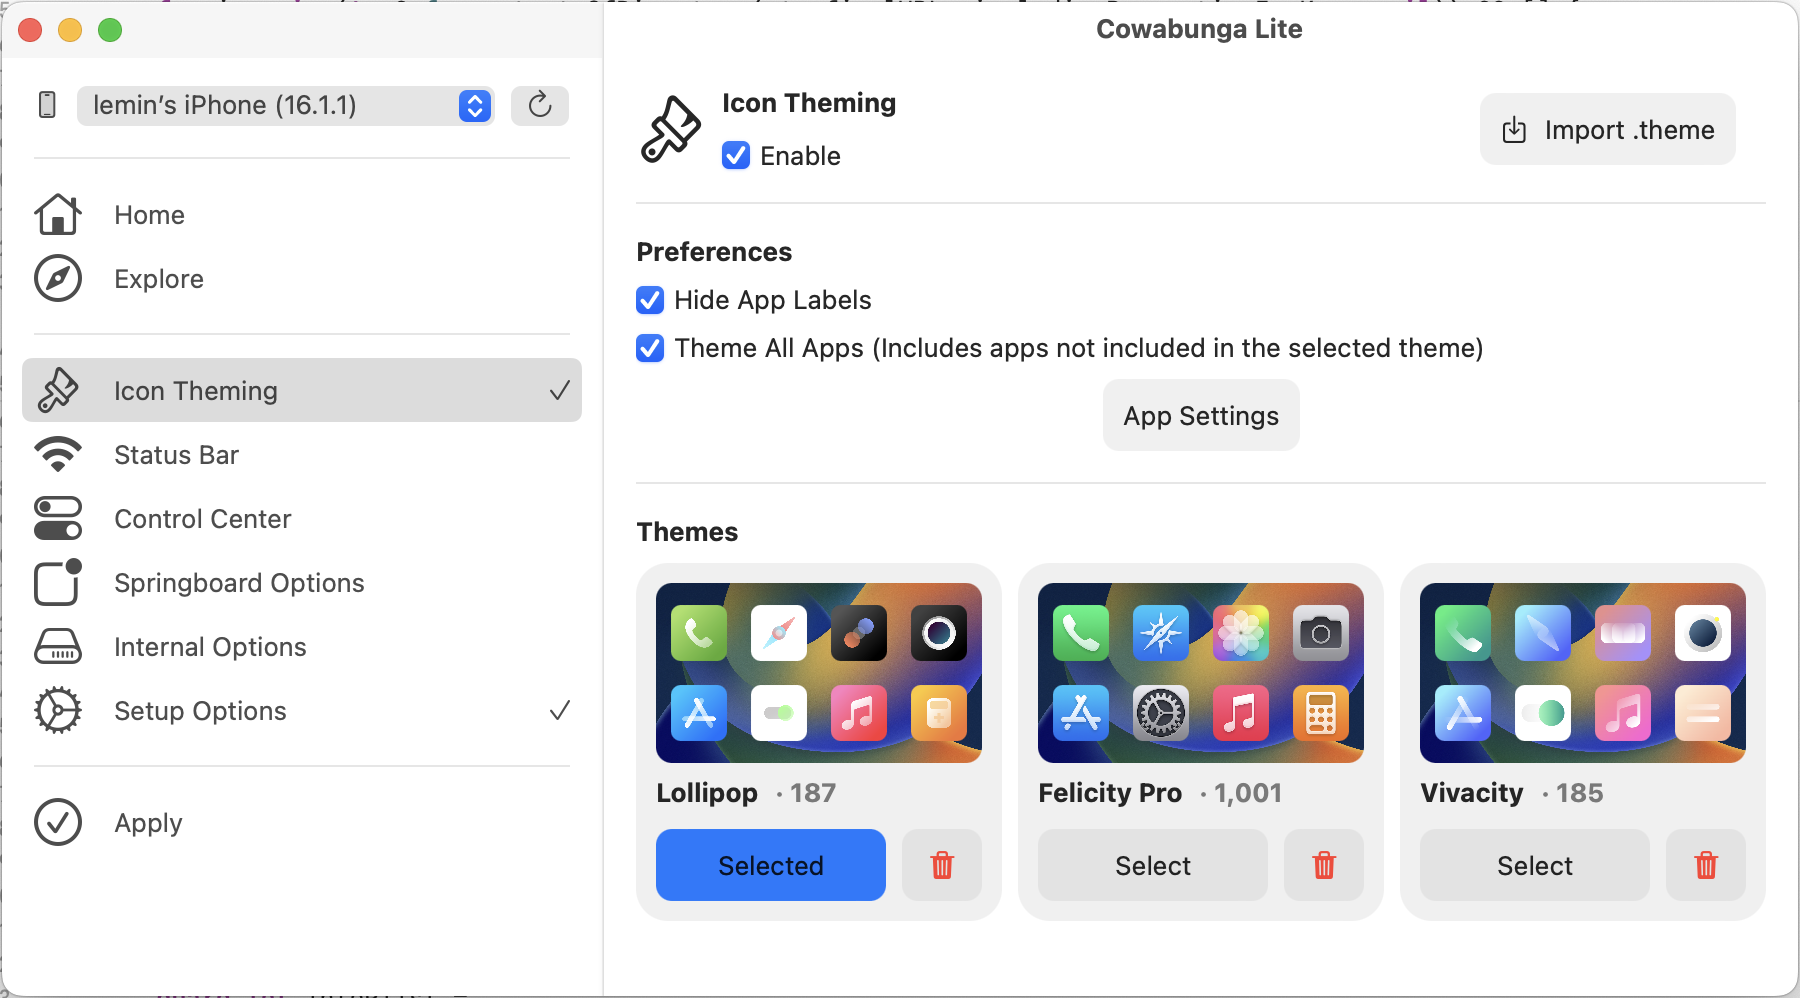 Cowabunga Lite
lemin's iPhone (16.1.1)
Home
Explore
Icon Theming
Status Bar
Control Center
Springboard Options
Internal Options
Setup Options
Apply
Icon Theming
Enable
Import .theme
Preferences
Hide App Labels
Theme All Apps (Includes apps not included in the selected theme)
App Settings
Themes
Lollipop · 187
Selected
Felicity Pro · 1,001
Select
Vivacity · 185
Select